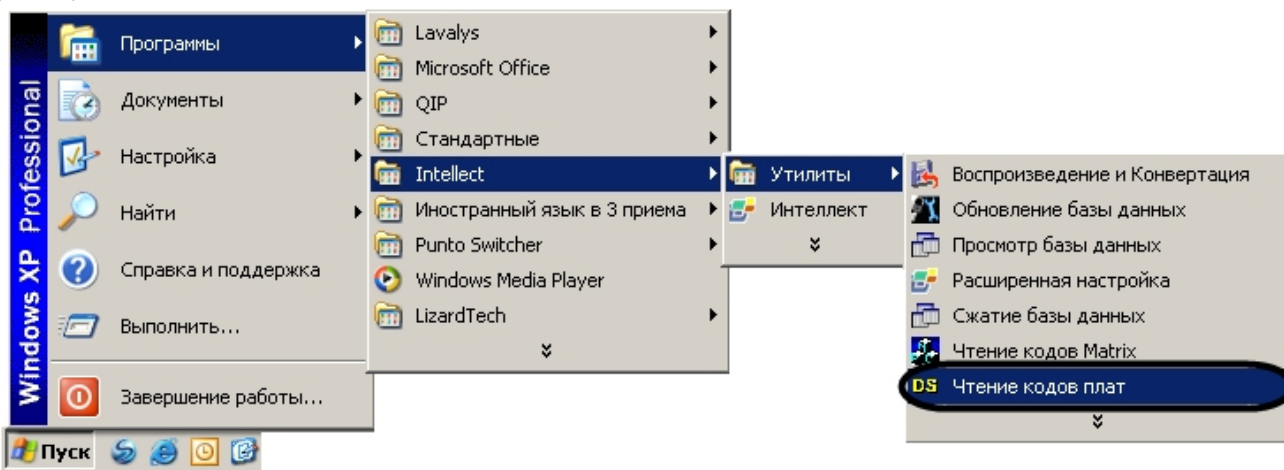 Windows XP Professional
Программы
Документы
Настройка
Найти
Справка и поддержка
Выполнить...
Завершение работы...
Пуск
Lavalys
Microsoft Office
QIP
Стандартные
Intellect
Иностранный язык в 3 приема
Punto Switcher
Windows Media Player
LizardTech
Утилиты
Интеллект
Воспроизведение и Конвертация
Обновление базы данных
Просмотр базы данных
Расширенная настройка
Сжатие базы данных
Чтение кодов Matrix
DS Чтение кодов плат